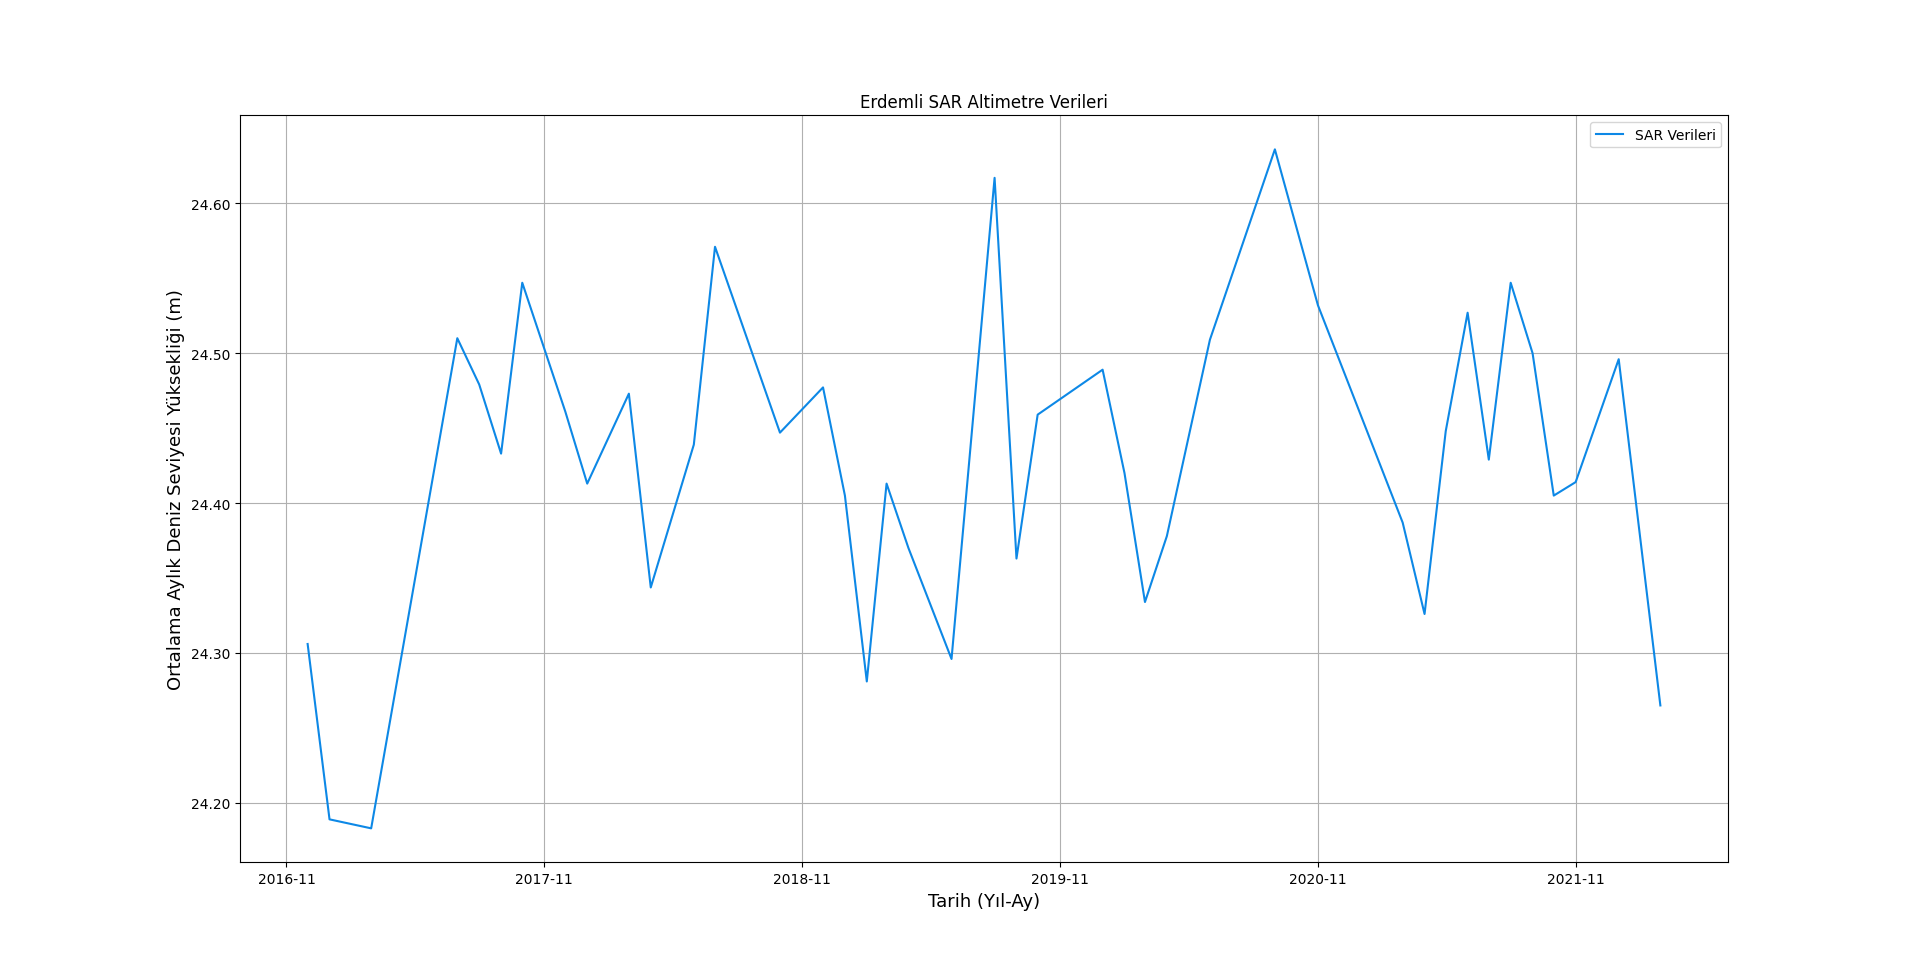 Erdemli SAR Altimetre Verileri
SAR Verileri
Ortalama Aylık Deniz Seviyesi Yüksekliği (m)
24.60
24.50
24.40
24.30
24.20
2016-11 2017-11 2018-11 2019-11 2020-11 2021-11
Tarih (Yıl-Ay)